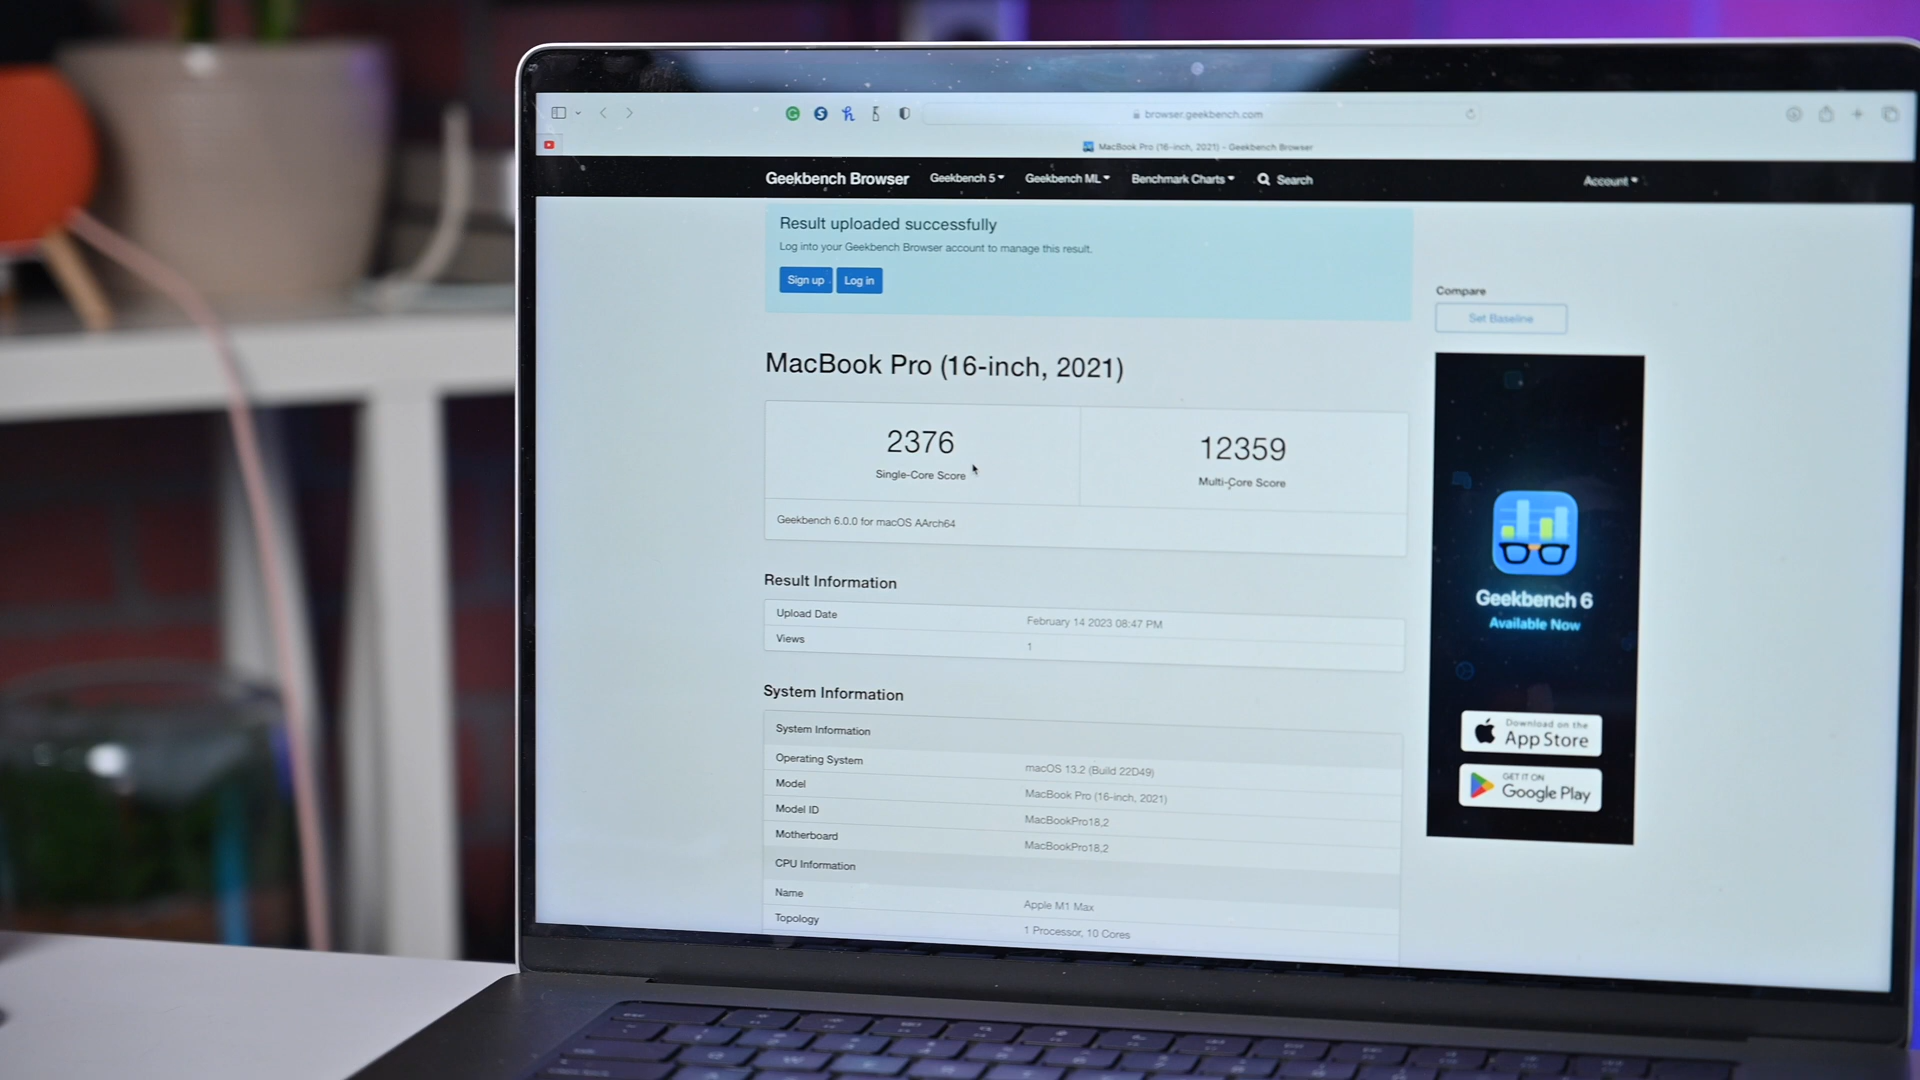 browser.geekbench.com
MacBook Pro (16-inch, 2021) - Geekbench Browser
Geekbench Browser Geekbench 5 Geekbench ML Benchmark Charts Search Account
Result uploaded successfully
Log into your Geekbench Browser account to manage this result.
Sign up Log in
Compare
Set Baseline
MacBook Pro (16-inch, 2021)
2376 12359
Single-Core Score Multi-Core Score
Geekbench 6.0.0 for macOS AArch64
Result Information
Upload Date February 14 2023 08:47 PM
Views 1
System Information
System Information
Operating System macOS 13.2 (Build 22D49)
Model MacBook Pro (16-inch, 2021)
Model ID MacBookPro18,2
Motherboard MacBookPro18,2
CPU Information
Name Apple M1 Max
Topology 1 Processor, 10 Cores
Geekbench 6
Available Now
Download on the
App Store
GET IT ON
Google Play